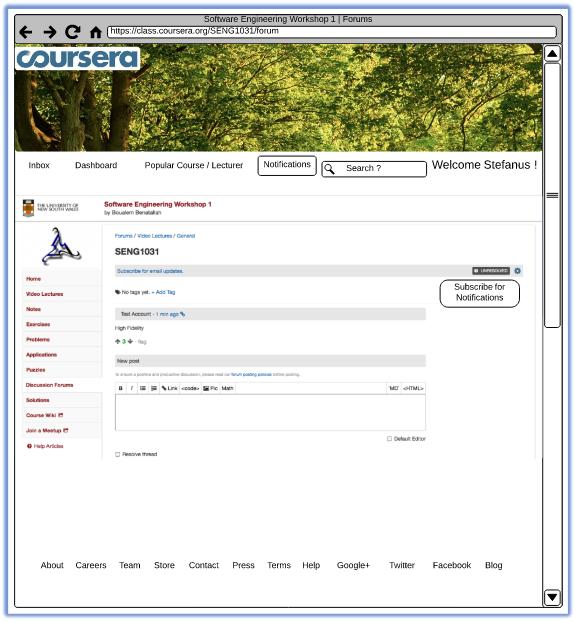 Software Engineering Workshop 1 | Forums
https://class.coursera.org/SENG1031/forum
coursera
Inbox Dashboard Popular Course / Lecturer Notifications Search ? Welcome Stefanus !
THE UNIVERSITY OF
NEW SOUTH WALES
Software Engineering Workshop 1
by Boualem Benatallah
Forums / Video Lectures / General
SENG1031
Subscribe for email updates. UNRESOLVED
Subscribe for
Notifications
No tags yet. + Add Tag
Test Account · 1 min ago
High Fidelity
3 · flag
New post
To ensure a positive and productive discussion, please read our forum posting policies before posting.
B I Link <code> Pic Math 'MD' <HTML>
Default Editor
Resolve thread
Home
Video Lectures
Notes
Exercises
Problems
Applications
Puzzles
Discussion Forums
Solutions
Course Wiki
Join a Meetup
Help Articles
About Careers Team Store Contact Press Terms Help Google+ Twitter Facebook Blog